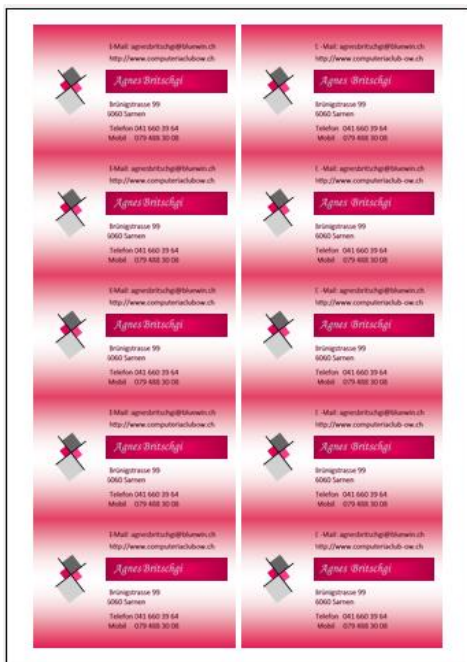 E-Mail: agnesbritschgi@bluewin.ch
http://www.computeriaclubow.ch
Agnes Britschgi
Brünigstrasse 99
6060 Sarnen
Telefon 041 660 39 64
Mobil 079 488 30 08
E -Mail: agnesbritschgi@bluewin.ch
http://www.computeriaclub-ow.ch
Agnes Britschgi
Brünigstrasse 99
6060 Sarnen
Telefon 041 660 39 64
Mobil 079 488 30 08
E-Mail: agnesbritschgi@bluewin.ch
http://www.computeriaclubow.ch
Agnes Britschgi
Brünigstrasse 99
6060 Sarnen
Telefon 041 660 39 64
Mobil 079 488 30 08
E -Mail: agnesbritschgi@bluewin.ch
http://www.computeriaclub-ow.ch
Agnes Britschgi
Brünigstrasse 99
6060 Sarnen
Telefon 041 660 39 64
Mobil 079 488 30 08
E-Mail: agnesbritschgi@bluewin.ch
http://www.computeriaclubow.ch
Agnes Britschgi
Brünigstrasse 99
6060 Sarnen
Telefon 041 660 39 64
Mobil 079 488 30 08
E -Mail: agnesbritschgi@bluewin.ch
http://www.computeriaclub-ow.ch
Agnes Britschgi
Brünigstrasse 99
6060 Sarnen
Telefon 041 660 39 64
Mobil 079 488 30 08
E-Mail: agnesbritschgi@bluewin.ch
http://www.computeriaclubow.ch
Agnes Britschgi
Brünigstrasse 99
6060 Sarnen
Telefon 041 660 39 64
Mobil 079 488 30 08
E -Mail: agnesbritschgi@bluewin.ch
http://www.computeriaclub-ow.ch
Agnes Britschgi
Brünigstrasse 99
6060 Sarnen
Telefon 041 660 39 64
Mobil 079 488 30 08
E-Mail: agnesbritschgi@bluewin.ch
http://www.computeriaclubow.ch
Agnes Britschgi
Brünigstrasse 99
6060 Sarnen
Telefon 041 660 39 64
Mobil 079 488 30 08
E -Mail: agnesbritschgi@bluewin.ch
http://www.computeriaclub-ow.ch
Agnes Britschgi
Brünigstrasse 99
6060 Sarnen
Telefon 041 660 39 64
Mobil 079 488 30 08